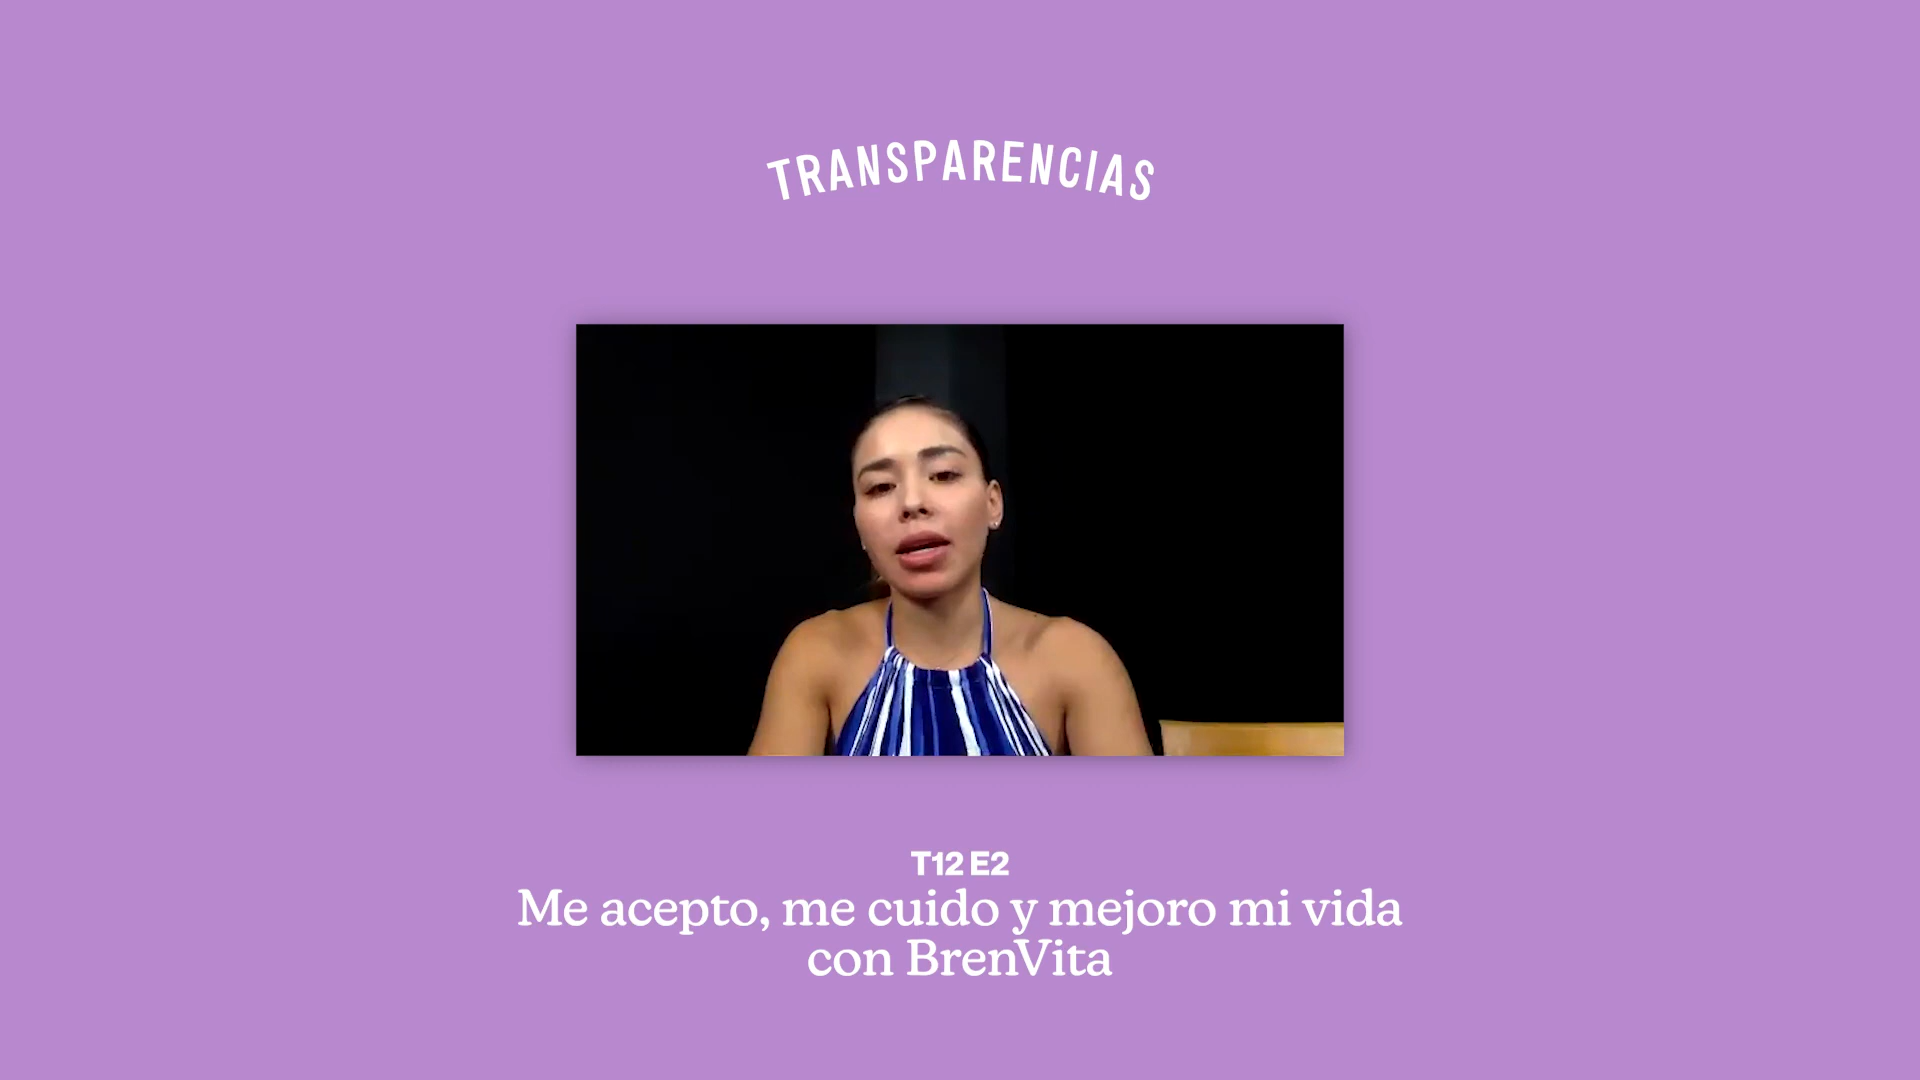 TRANSPARENCIAS
T12 E2
Me acepto, me cuido y mejoro mi vida
con BrenVita